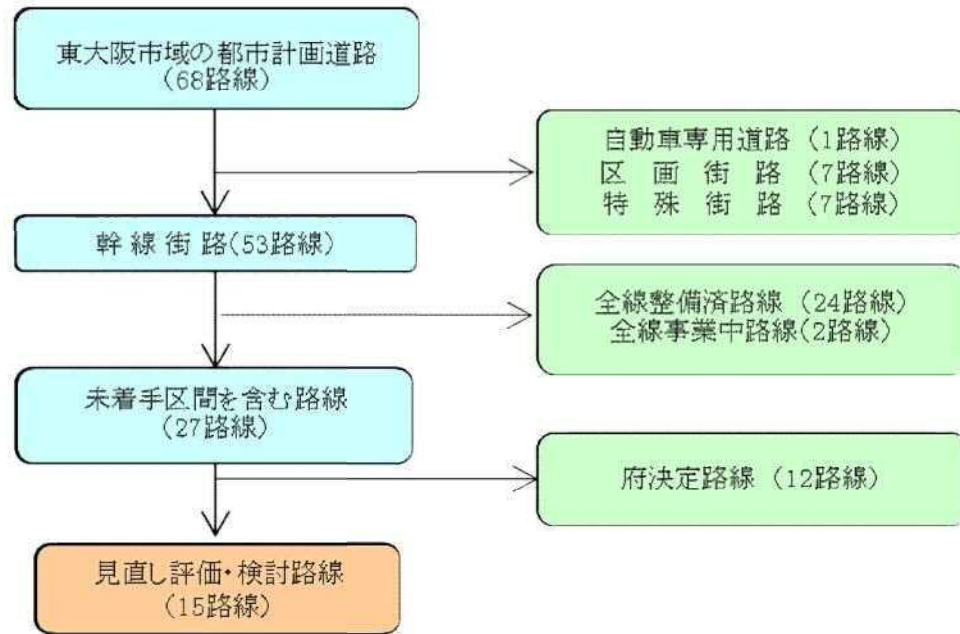 東大阪市域の都市計画道路
(68路線)
自動車専用道路 (1路線)
区画街路 (7路線)
特殊街路 (7路線)
幹線街路(53路線)
全線整備済路線 (24路線)
全線事業中路線(2路線)
未着手区間を含む路線
(27路線)
府決定路線 (12路線)
見直し評価・検討路線
(15路線)